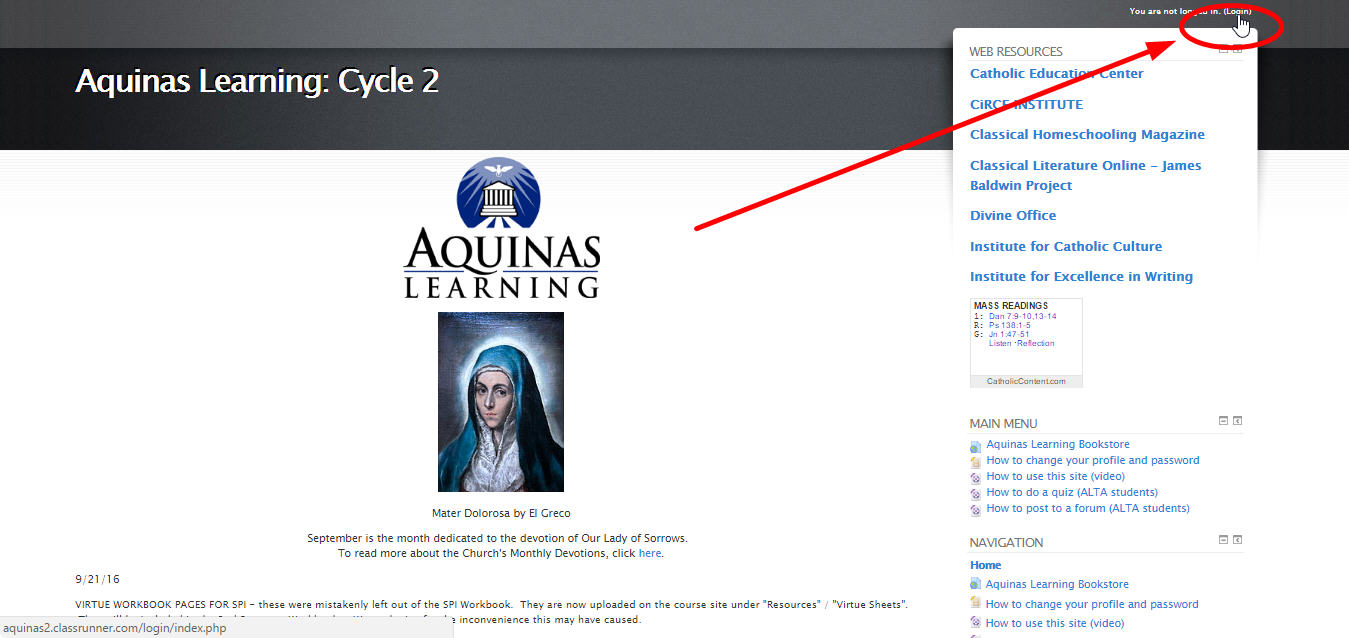 You are not logged in. (Login)
Aquinas Learning: Cycle 2
AQUINAS
LEARNING
Mater Dolorosa by El Greco
September is the month dedicated to the devotion of Our Lady of Sorrows.
To read more about the Church's Monthly Devotions, click here.
9/21/16
VIRTUE WORKBOOK PAGES FOR SPI - these were mistakenly left out of the SPI Workbook. They are now uploaded on the course site under "Resources" / "Virtue Sheets".
inconvenience this may have caused.
aquinas2.classrunner.com/login/index.php
WEB RESOURCES
Catholic Education Center
CiRCE INSTITUTE
Classical Homeschooling Magazine
Classical Literature Online - James
Baldwin Project
Divine Office
Institute for Catholic Culture
Institute for Excellence in Writing
MASS READINGS
1: Dan 7:9-10,13-14
R: Ps 138:1-5
G: Jn 1:47-51
Listen · Reflection
CatholicContent.com
MAIN MENU
Aquinas Learning Bookstore
How to change your profile and password
How to use this site (video)
How to do a quiz (ALTA students)
How to post to a forum (ALTA students)
NAVIGATION
Home
Aquinas Learning Bookstore
How to change your profile and password
How to use this site (video)